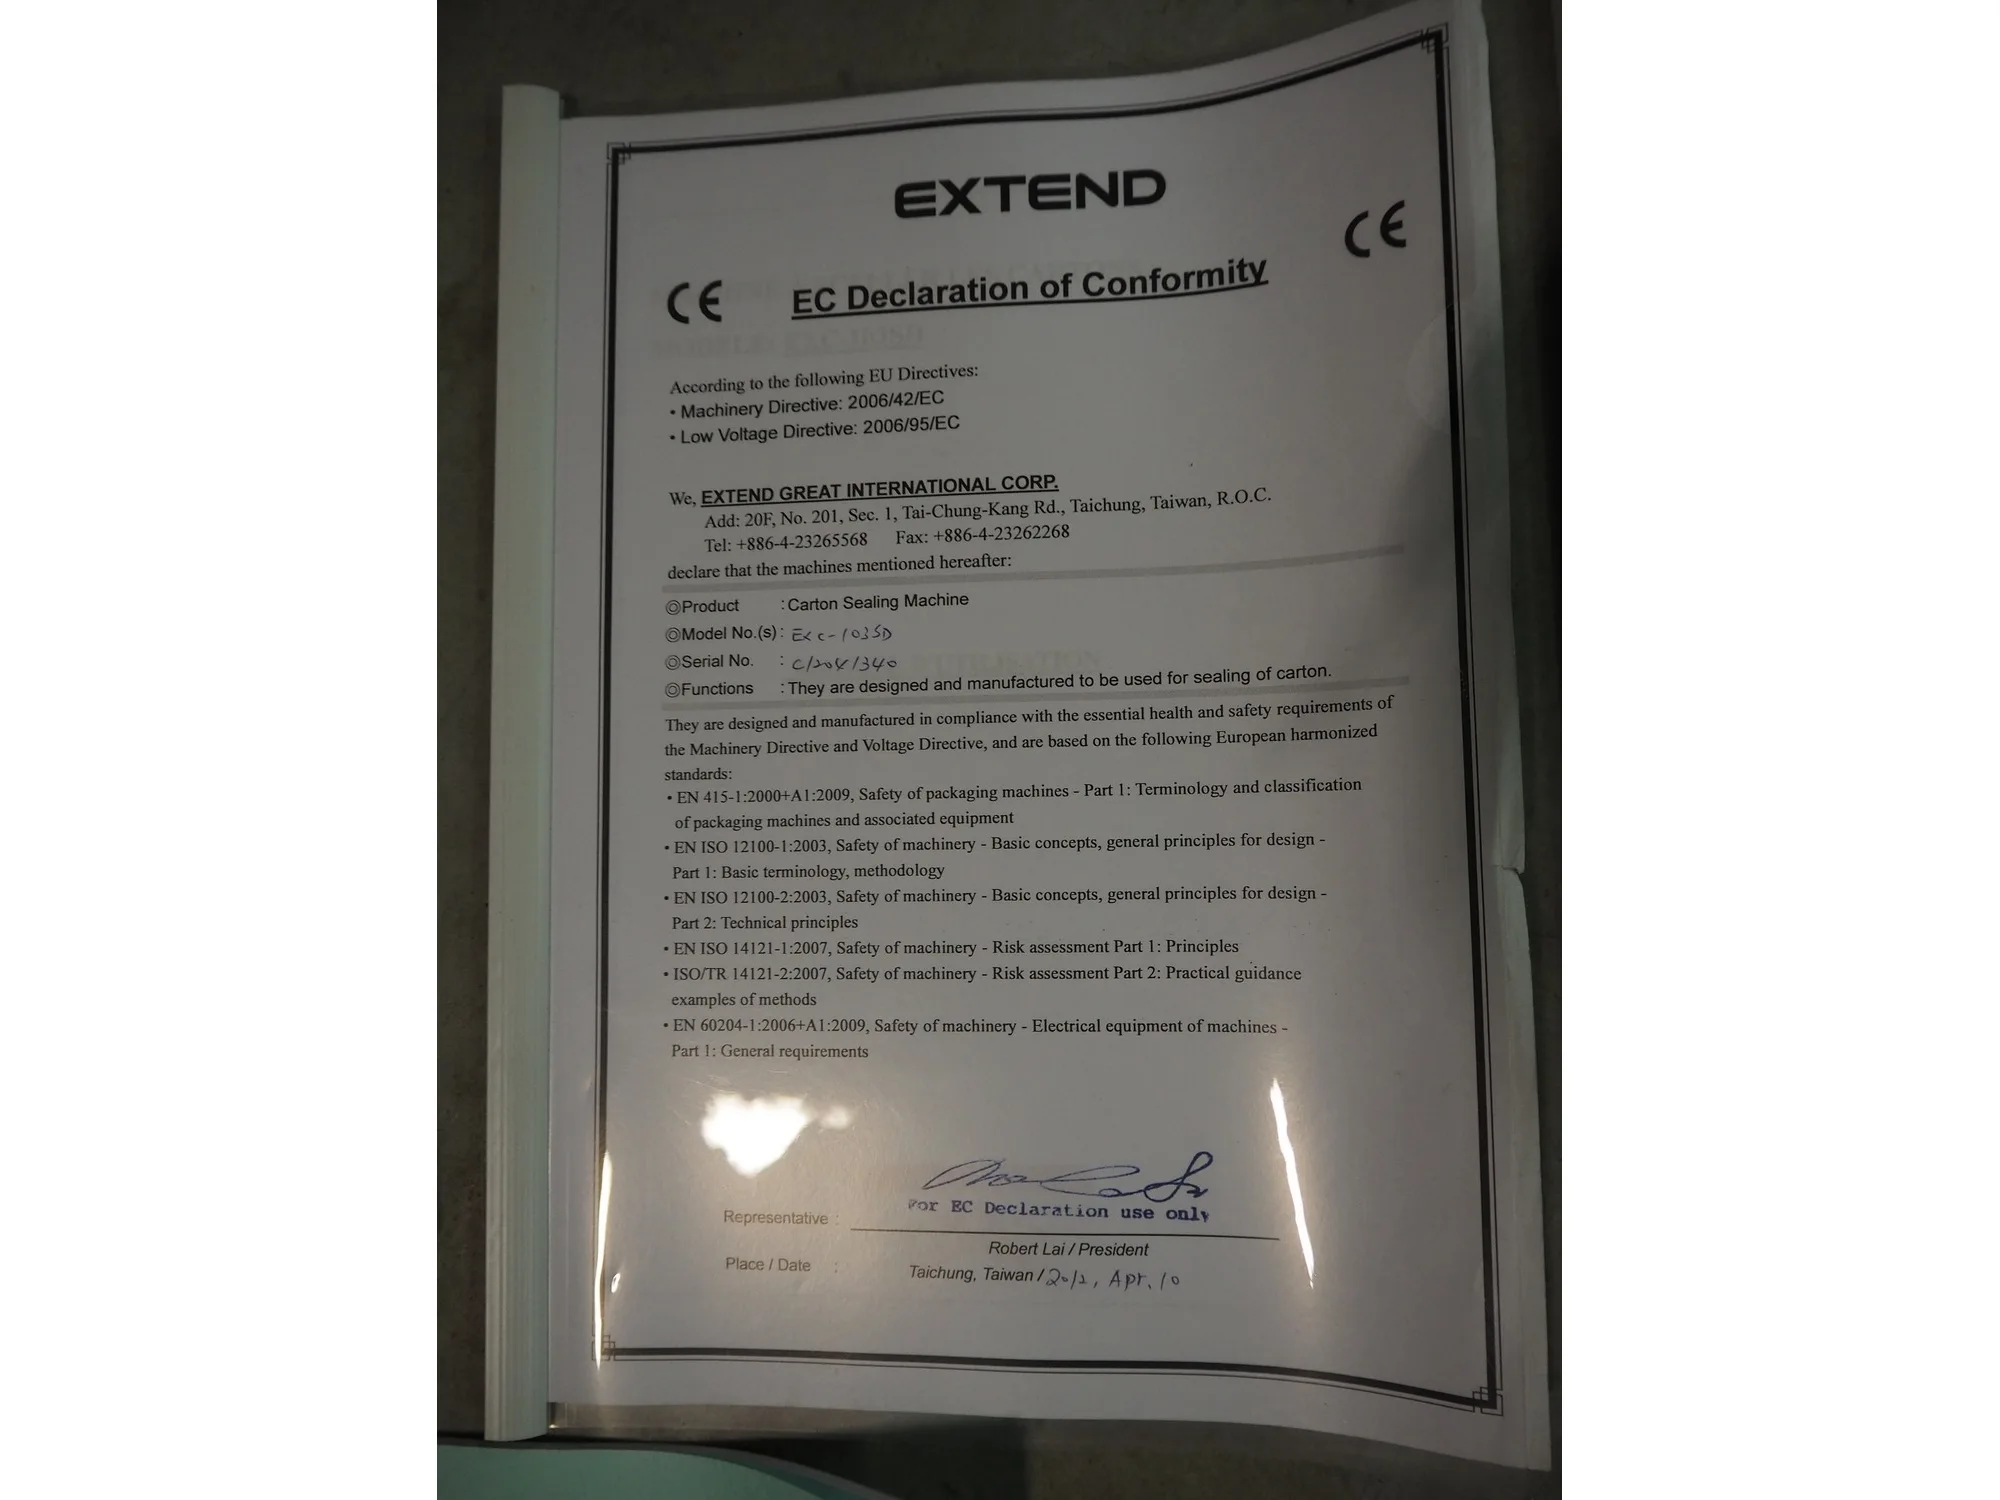 EXTEND
CE
CE
EC Declaration of Conformity
According to the following EU Directives:
• Machinery Directive: 2006/42/EC
• Low Voltage Directive: 2006/95/EC
We, EXTEND GREAT INTERNATIONAL CORP.
Add: 20F, No. 201, Sec. 1, Tai-Chung-Kang Rd., Taichung, Taiwan, R.O.C.
Tel: +886-4-23265568 Fax: +886-4-23262268
declare that the machines mentioned hereafter:
◎Product : Carton Sealing Machine
◎Model No.(s) : EXC-103SD
◎Serial No. : C12041340
◎Functions : They are designed and manufactured to be used for sealing of carton.
They are designed and manufactured in compliance with the essential health and safety requirements of
the Machinery Directive and Voltage Directive, and are based on the following European harmonized
standards:
• EN 415-1:2000+A1:2009, Safety of packaging machines - Part 1: Terminology and classification
of packaging machines and associated equipment
• EN ISO 12100-1:2003, Safety of machinery - Basic concepts, general principles for design -
Part 1: Basic terminology, methodology
• EN ISO 12100-2:2003, Safety of machinery - Basic concepts, general principles for design -
Part 2: Technical principles
• EN ISO 14121-1:2007, Safety of machinery - Risk assessment Part 1: Principles
• ISO/TR 14121-2:2007, Safety of machinery - Risk assessment Part 2: Practical guidance
examples of methods
• EN 60204-1:2006+A1:2009, Safety of machinery - Electrical equipment of machines -
Part 1: General requirements
For EC Declaration use only
Representative :
Robert Lai / President
Place / Date : Taichung, Taiwan / 2012, Apr. 10